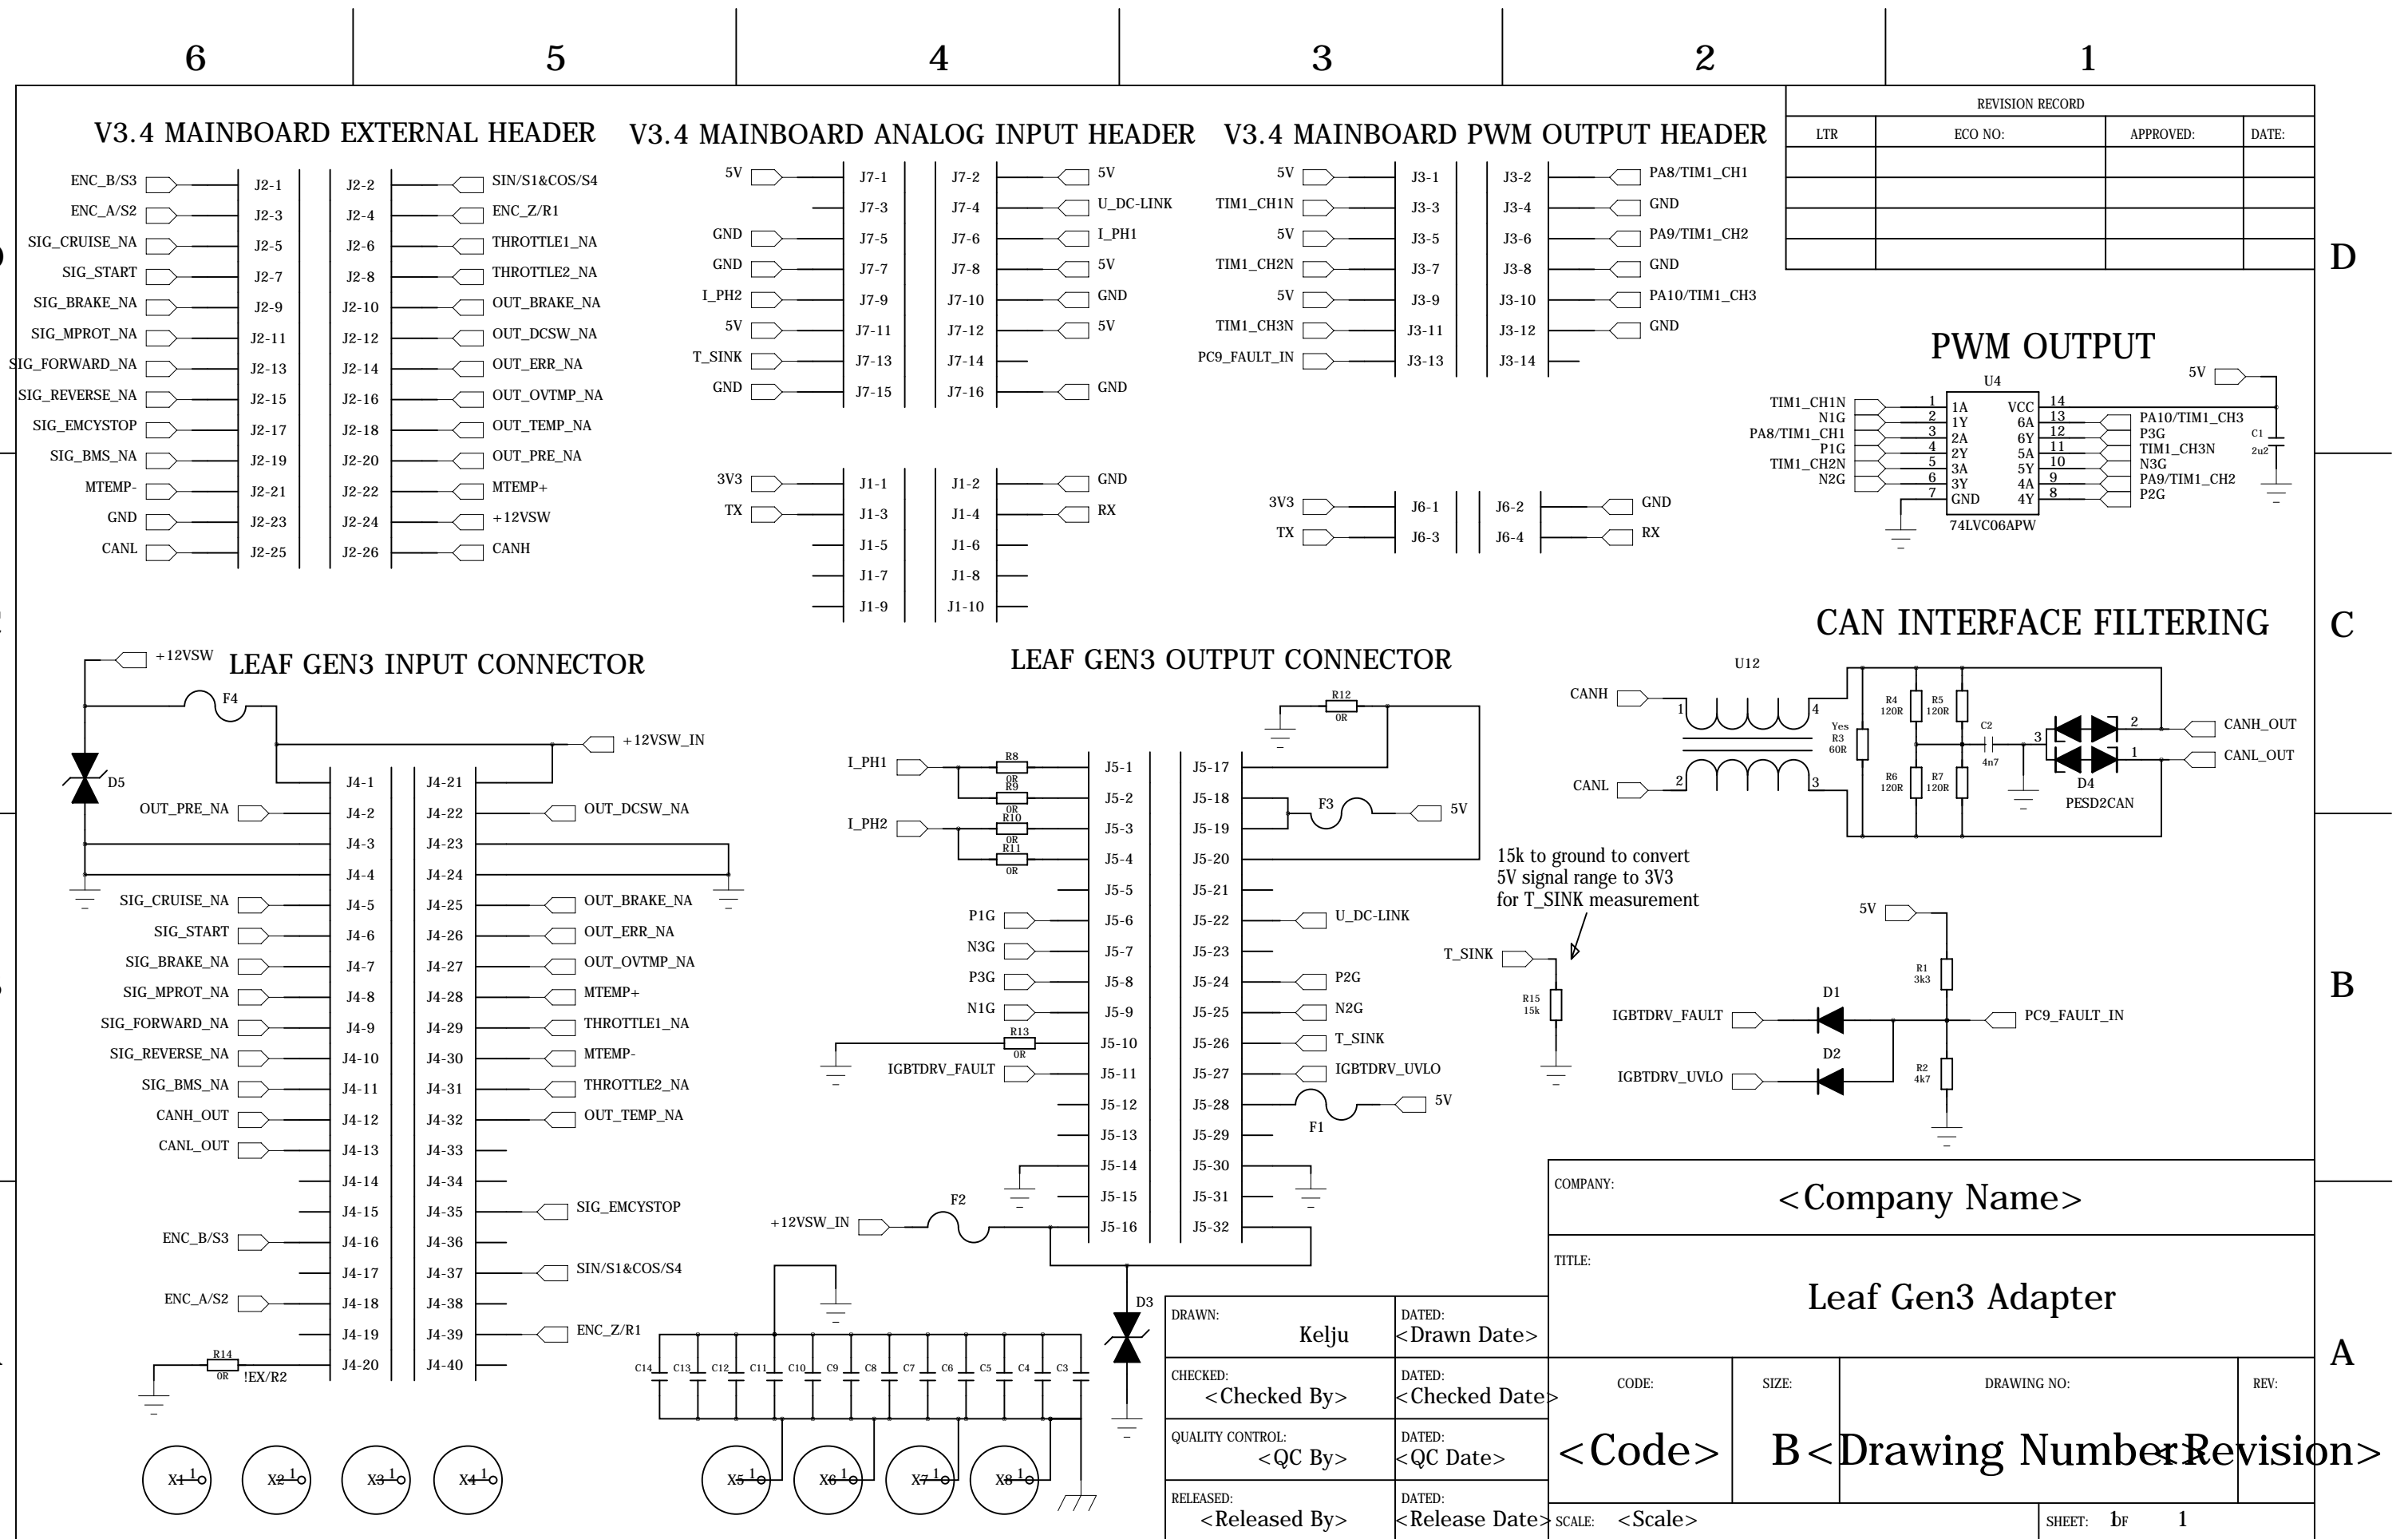 6 5 4 3 2 1
V3.4 MAINBOARD EXTERNAL HEADER
ENC_B/S3 J2-1 J2-2 SIN/S1&COS/S4
ENC_A/S2 J2-3 J2-4 ENC_Z/R1
SIG_CRUISE_NA J2-5 J2-6 THROTTLE1_NA
SIG_START J2-7 J2-8 THROTTLE2_NA
SIG_BRAKE_NA J2-9 J2-10 OUT_BRAKE_NA
SIG_MPROT_NA J2-11 J2-12 OUT_DCSW_NA
SIG_FORWARD_NA J2-13 J2-14 OUT_ERR_NA
SIG_REVERSE_NA J2-15 J2-16 OUT_OVTMP_NA
SIG_EMCYSTOP J2-17 J2-18 OUT_TEMP_NA
SIG_BMS_NA J2-19 J2-20 OUT_PRE_NA
MTEMP- J2-21 J2-22 MTEMP+
GND J2-23 J2-24 +12VSW
CANL J2-25 J2-26 CANH
V3.4 MAINBOARD ANALOG INPUT HEADER
5V J7-1 J7-2 5V
J7-3 J7-4 U_DC-LINK
GND J7-5 J7-6 I_PH1
GND J7-7 J7-8 5V
I_PH2 J7-9 J7-10 GND
5V J7-11 J7-12 5V
T_SINK J7-13 J7-14
GND J7-15 J7-16 GND
3V3 J1-1 J1-2 GND
TX J1-3 J1-4 RX
J1-5 J1-6
J1-7 J1-8
J1-9 J1-10
V3.4 MAINBOARD PWM OUTPUT HEADER
5V J3-1 J3-2 PA8/TIM1_CH1
TIM1_CH1N J3-3 J3-4 GND
5V J3-5 J3-6 PA9/TIM1_CH2
TIM1_CH2N J3-7 J3-8 GND
5V J3-9 J3-10 PA10/TIM1_CH3
TIM1_CH3N J3-11 J3-12 GND
PC9_FAULT_IN J3-13 J3-14
3V3 J6-1 J6-2 GND
TX J6-3 J6-4 RX
REVISION RECORD
LTR ECO NO: APPROVED: DATE:
D
PWM OUTPUT
U4 5V
TIM1_CH1N 1 1A VCC 14
N1G 2 1Y 6A 13 PA10/TIM1_CH3
PA8/TIM1_CH1 3 2A 6Y 12 P3G
P1G 4 2Y 5A 11 TIM1_CH3N
TIM1_CH2N 5 3A 5Y 10 N3G
N2G 6 3Y 4A 9 PA9/TIM1_CH2
7 GND 4Y 8 P2G
74LVC06APW
C1
2u2
CAN INTERFACE FILTERING
C
U12
CANH 1 4
CANL 2 3
Yes
R3
60R
R4
120R
R5
120R
R6
120R
R7
120R
C2
4n7
3 2 1
D4
PESD2CAN
CANH_OUT
CANL_OUT
LEAF GEN3 INPUT CONNECTOR
+12VSW
F4
+12VSW_IN
D5
J4-1 J4-21
OUT_PRE_NA J4-2 J4-22 OUT_DCSW_NA
J4-3 J4-23
J4-4 J4-24
SIG_CRUISE_NA J4-5 J4-25 OUT_BRAKE_NA
SIG_START J4-6 J4-26 OUT_ERR_NA
SIG_BRAKE_NA J4-7 J4-27 OUT_OVTMP_NA
SIG_MPROT_NA J4-8 J4-28 MTEMP+
SIG_FORWARD_NA J4-9 J4-29 THROTTLE1_NA
SIG_REVERSE_NA J4-10 J4-30 MTEMP-
SIG_BMS_NA J4-11 J4-31 THROTTLE2_NA
CANH_OUT J4-12 J4-32 OUT_TEMP_NA
CANL_OUT J4-13 J4-33
J4-14 J4-34
J4-15 J4-35 SIG_EMCYSTOP
ENC_B/S3 J4-16 J4-36
J4-17 J4-37 SIN/S1&COS/S4
ENC_A/S2 J4-18 J4-38
J4-19 J4-39 ENC_Z/R1
R14 0R !EX/R2 J4-20 J4-40
LEAF GEN3 OUTPUT CONNECTOR
R12
0R
I_PH1 R8 0R J5-1 J5-17
R9 0R J5-2 J5-18
F3 5V
I_PH2 R10 0R J5-3 J5-19
R11 0R J5-4 J5-20
J5-5 J5-21
P1G J5-6 J5-22 U_DC-LINK
N3G J5-7 J5-23
P3G J5-8 J5-24 P2G
N1G J5-9 J5-25 N2G
R13 0R J5-10 J5-26 T_SINK
IGBTDRV_FAULT J5-11 J5-27 IGBTDRV_UVLO
J5-12 J5-28 F1 5V
J5-13 J5-29
J5-14 J5-30
J5-15 J5-31
+12VSW_IN F2 J5-16 J5-32
D3
15k to ground to convert
5V signal range to 3V3
for T_SINK measurement
T_SINK
R15
15k
5V
R1
3k3
IGBTDRV_FAULT D1 PC9_FAULT_IN
IGBTDRV_UVLO D2
R2
4k7
B
A
C14 C13 C12 C11 C10 C9 C8 C7 C6 C5 C4 C3
X1 1 X2 1 X3 1 X4 1 X5 1 X6 1 X7 1 X8 1
COMPANY: <Company Name>
TITLE:
Leaf Gen3 Adapter
DRAWN: Kelju DATED: <Drawn Date>
CHECKED: <Checked By> DATED: <Checked Date>
QUALITY CONTROL: <QC By> DATED: <QC Date>
RELEASED: <Released By> DATED: <Release Date>
CODE: SIZE: DRAWING NO: REV:
<Code> B <Drawing Number> <Revision>
SCALE: <Scale> SHEET: 1 OF 1